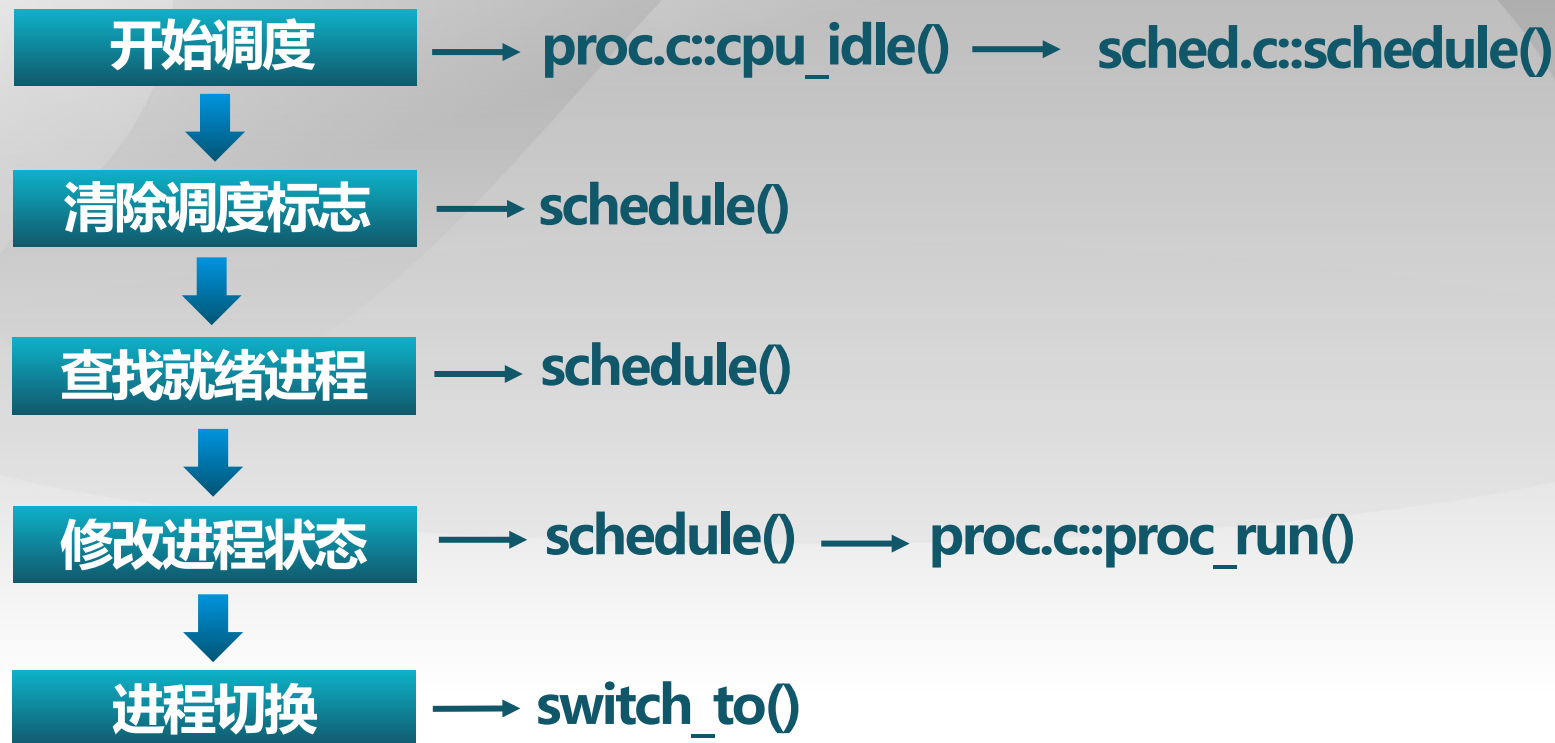 开始调度 proc.c::cpu_idle() sched.c::schedule()
清除调度标志 schedule()
查找就绪进程 schedule()
修改进程状态 schedule() proc.c::proc_run()
进程切换 switch_to()